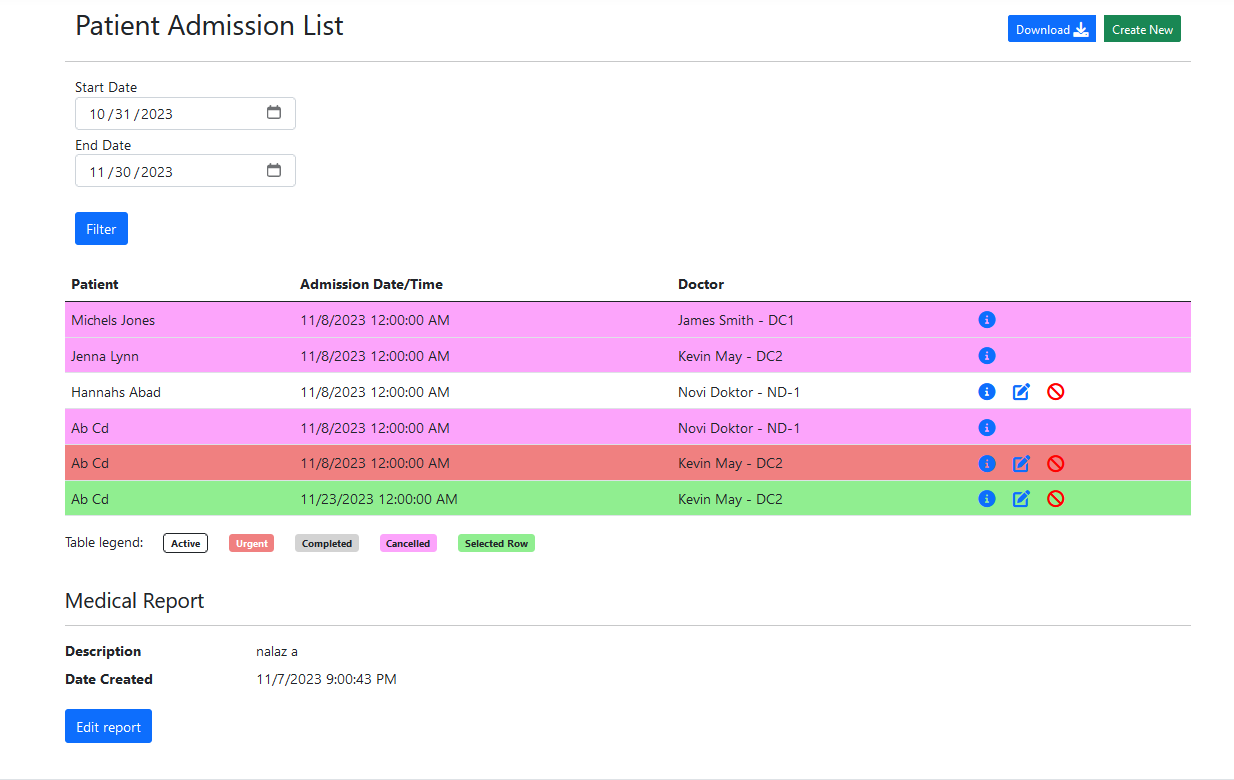 Patient Admission List
Download Create New
Start Date
10/31/2023
End Date
11/30/2023
Filter
Patient Admission Date/Time Doctor
Michels Jones 11/8/2023 12:00:00 AM James Smith - DC1
Jenna Lynn 11/8/2023 12:00:00 AM Kevin May - DC2
Hannahs Abad 11/8/2023 12:00:00 AM Novi Doktor - ND-1
Ab Cd 11/8/2023 12:00:00 AM Novi Doktor - ND-1
Ab Cd 11/8/2023 12:00:00 AM Kevin May - DC2
Ab Cd 11/23/2023 12:00:00 AM Kevin May - DC2
Table legend: Active Urgent Completed Cancelled Selected Row
Medical Report
Description nalaz a
Date Created 11/7/2023 9:00:43 PM
Edit report